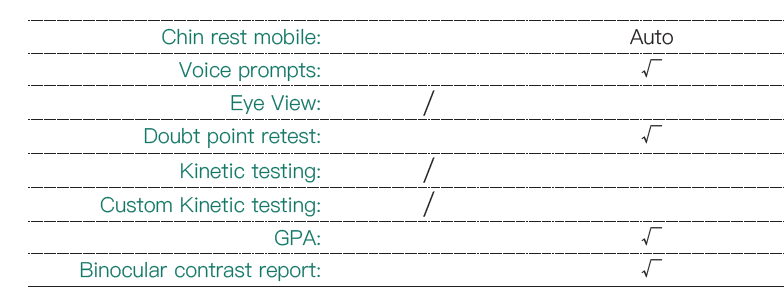 Chin rest mobile: Auto
Voice prompts: √
Eye View: /
Doubt point retest: √
Kinetic testing: /
Custom Kinetic testing: /
GPA: √
Binocular contrast report: √